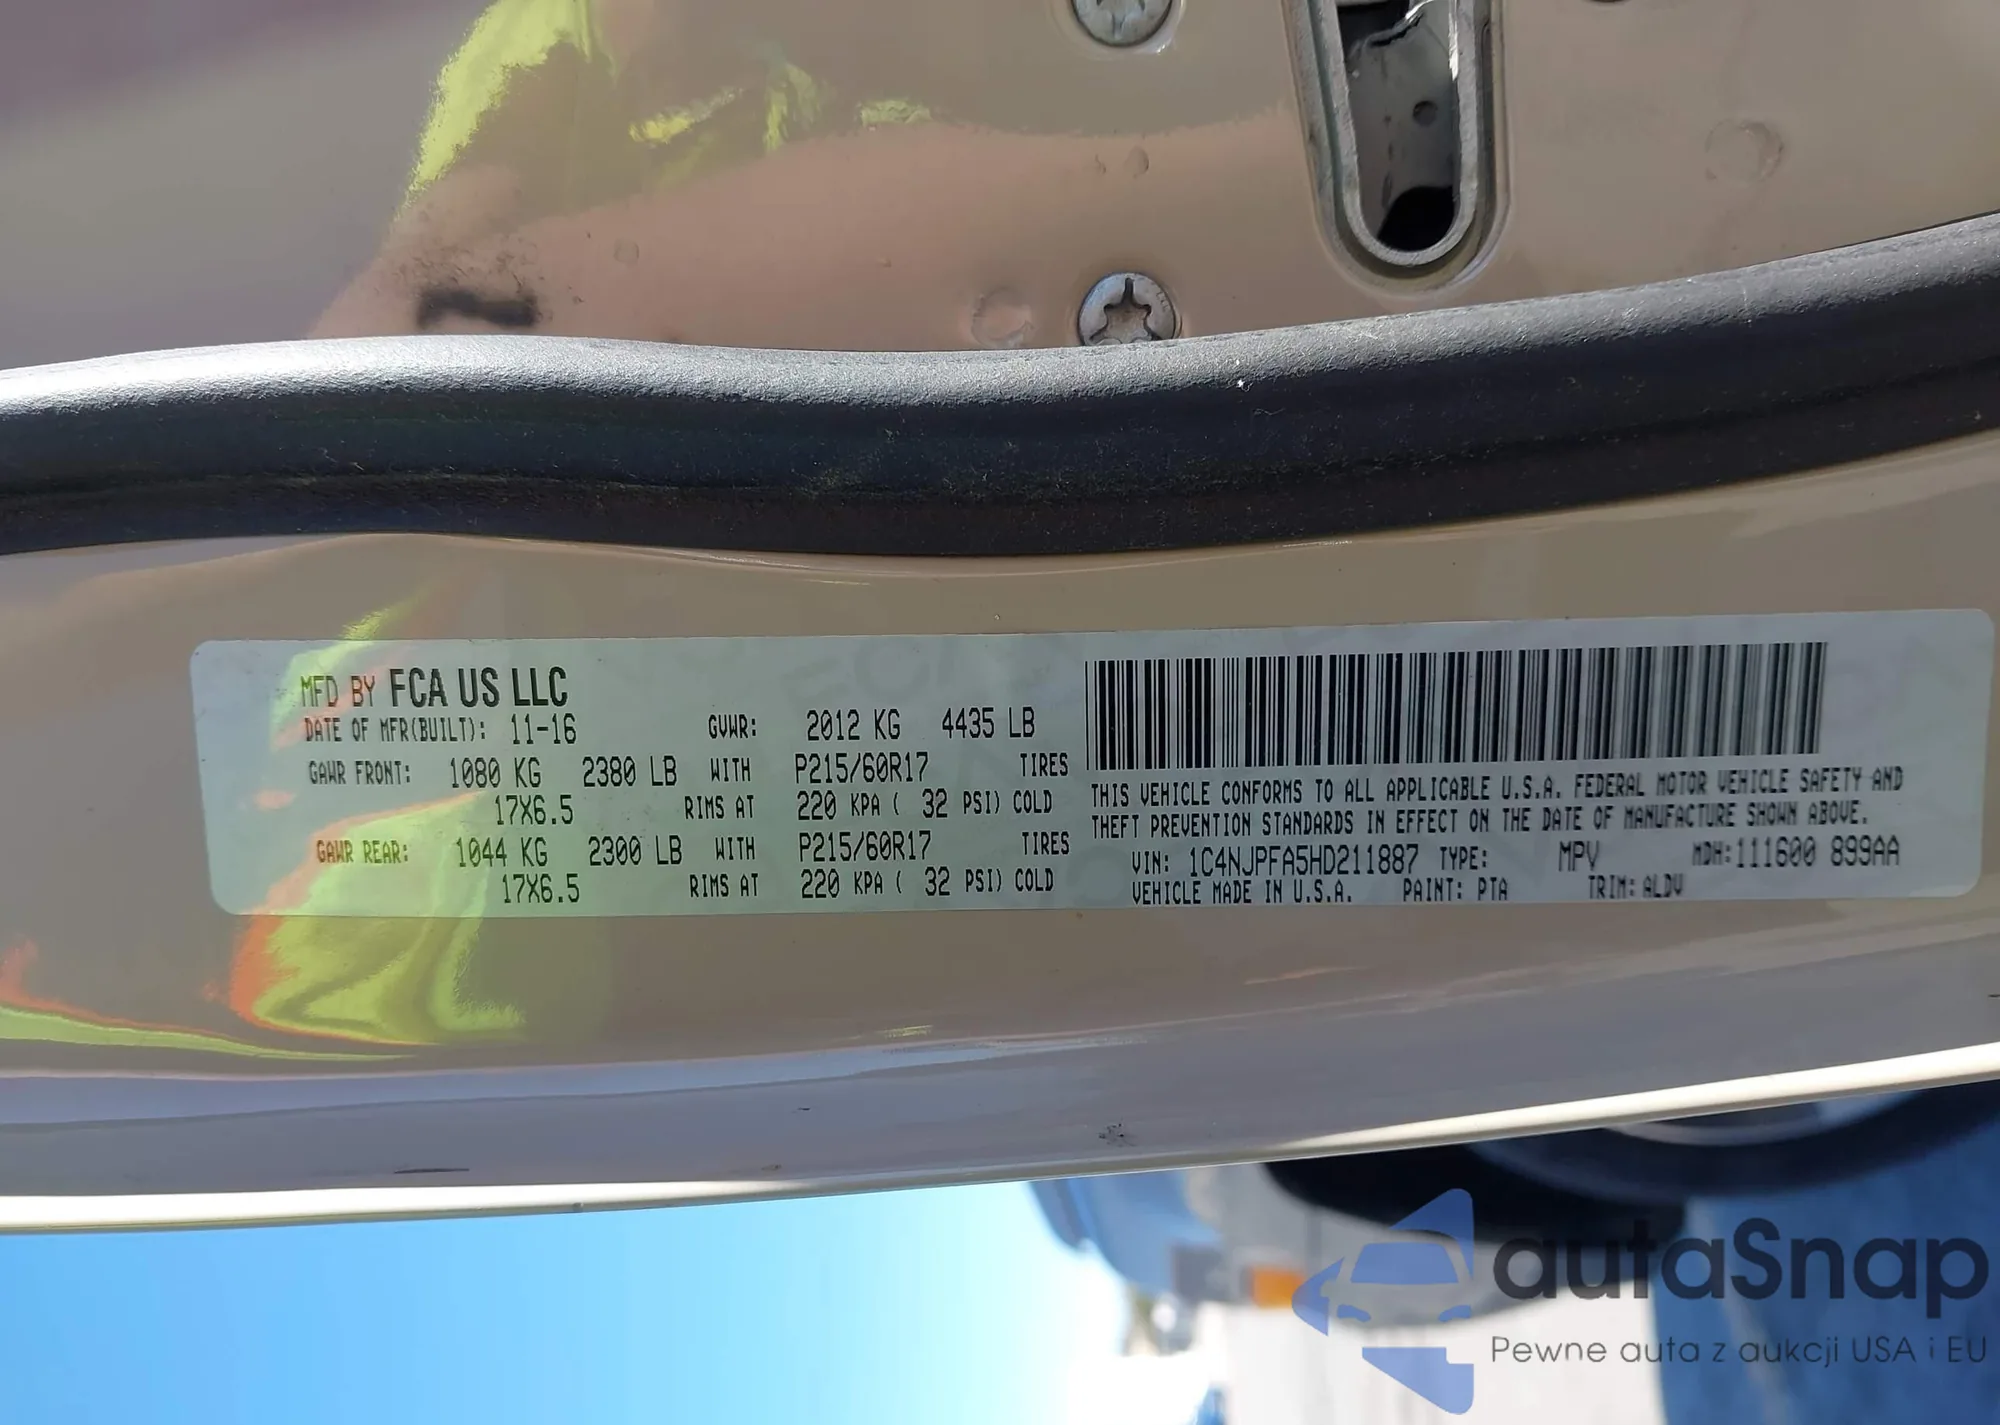 MFD BY FCA US LLC
DATE OF MFR(BUILT): 11-16 GVWR: 2012 KG 4435 LB
GAWR FRONT: 1080 KG 2380 LB WITH P215/60R17 TIRES
17X6.5 RIMS AT 220 KPA ( 32 PSI) COLD
GAWR REAR: 1044 KG 2300 LB WITH P215/60R17 TIRES
17X6.5 RIMS AT 220 KPA ( 32 PSI) COLD
THIS VEHICLE CONFORMS TO ALL APPLICABLE U.S.A. FEDERAL MOTOR VEHICLE SAFETY AND
THEFT PREVENTION STANDARDS IN EFFECT ON THE DATE OF MANUFACTURE SHOWN ABOVE.
VIN: 1C4NJPFA5HD211887 TYPE: MPV MDH:111600 899AA
VEHICLE MADE IN U.S.A. PAINT: PTA TRIM: ALDV
autaSnap
Pewne auta z aukcji USA i EU